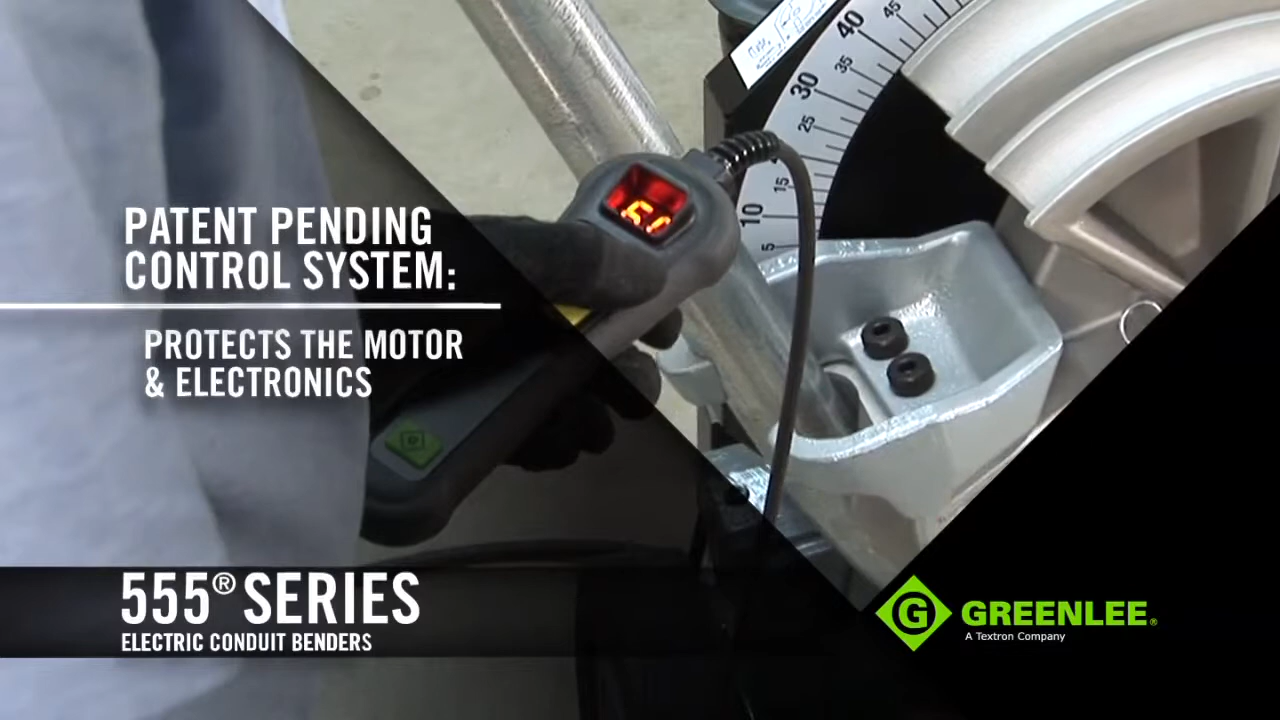 PATENT PENDING
CONTROL SYSTEM:
PROTECTS THE MOTOR
& ELECTRONICS
555® SERIES
ELECTRIC CONDUIT BENDERS
G GREENLEE®
A Textron Company
45
40
35
30
25
15
10
5